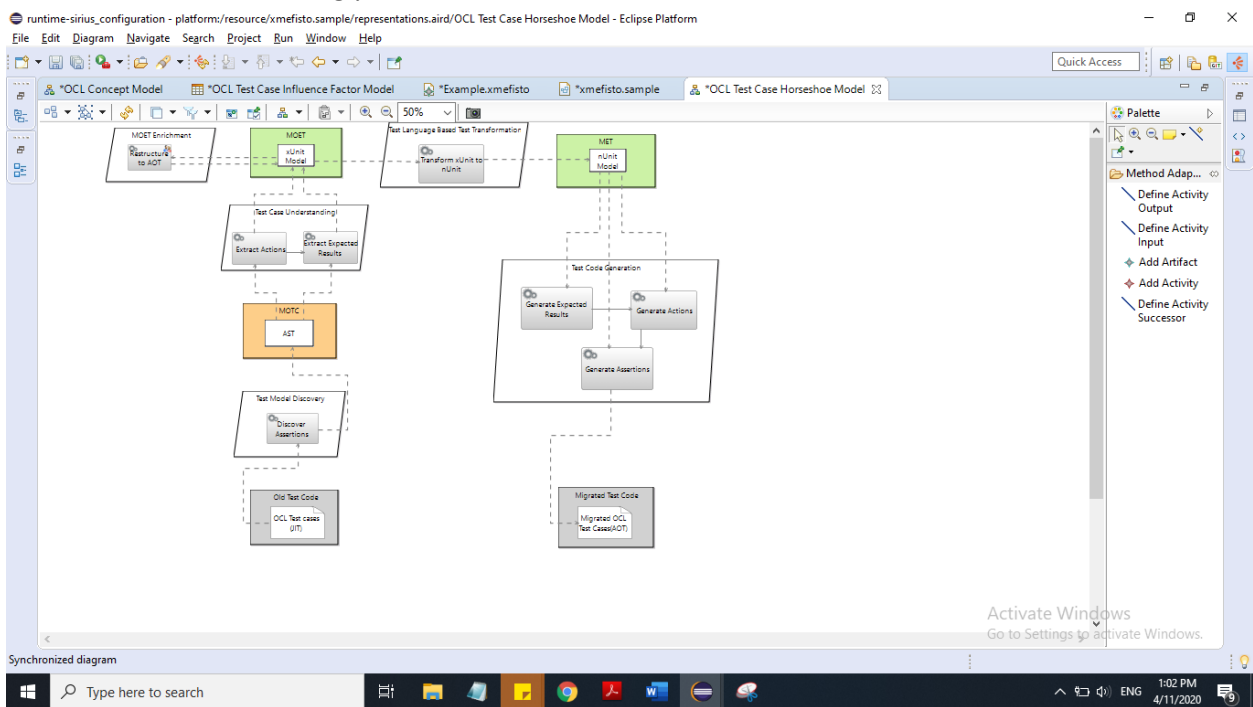 runtime-sirius_configuration - platform:/resource/xmefisto.sample/representations.aird/OCL Test Case Horseshoe Model - Eclipse Platform
File Edit Diagram Navigate Search Project Run Window Help
Quick Access
*OCL Concept Model
*OCL Test Case Influence Factor Model
*Example.xmefisto
*xmefisto.sample
*OCL Test Case Horseshoe Model
50%
Palette
Method Adap...
Define Activity
Output
Define Activity
Input
Add Artifact
Add Activity
Define Activity
Successor
MOET Enrichment
Restructure
to AOT
MOET
xUnit
Model
Test Language Based Test Transformation
Transform xUnit to
nUnit
MET
nUnit
Model
Test Case Understanding
Extract Actions
Extract Expected
Results
Test Code Generation
Generate Expected
Results
Generate Actions
Generate Assertions
MOTC
AST
Test Model Discovery
Discover
Assertions
Old Test Code
OCL Test cases
(JIT)
Migrated Test Code
Migrated OCL
Test Cases(AOT)
Activate Windows
Go to Settings to activate Windows.
Synchronized diagram
Type here to search
ENG
1:02 PM
4/11/2020
9